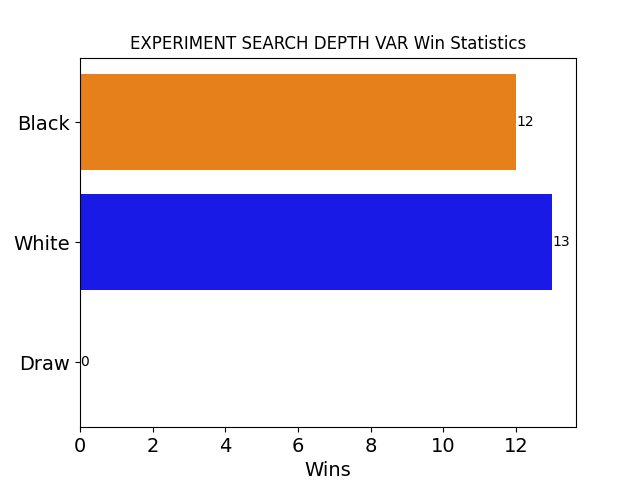 EXPERIMENT SEARCH DEPTH VAR Win Statistics
Black 12
White 13
Draw 0
0 2 4 6 8 10 12
Wins